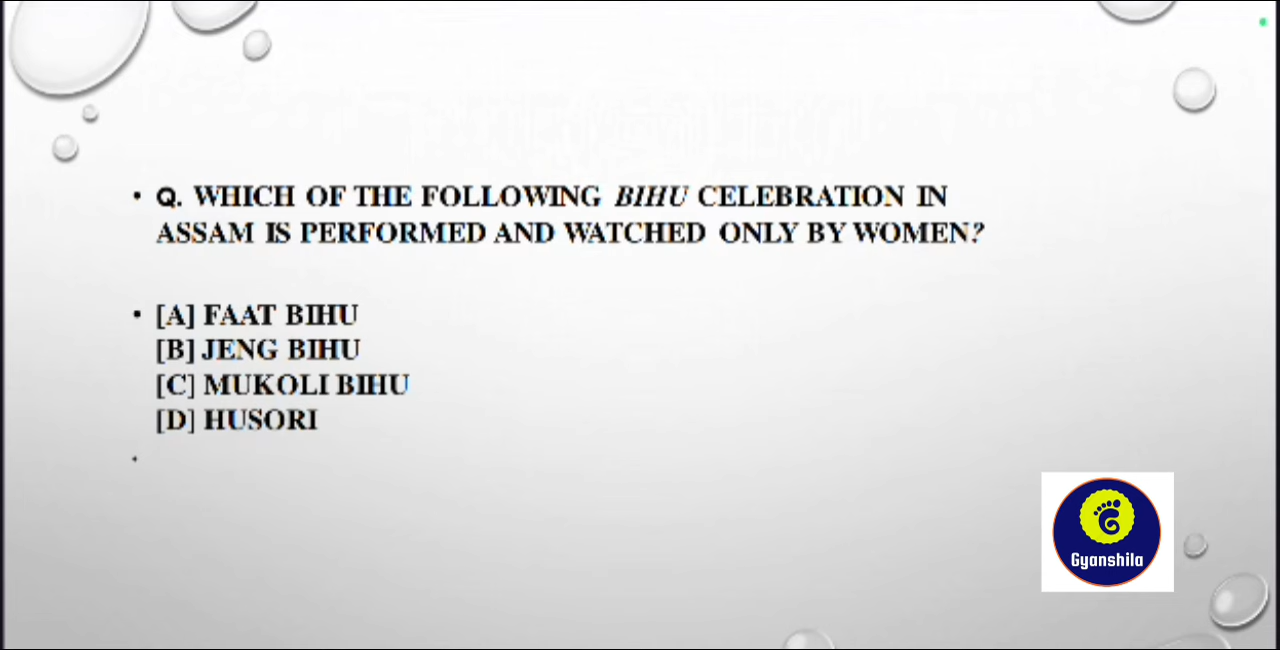 • Q. WHICH OF THE FOLLOWING BIHU CELEBRATION IN
ASSAM IS PERFORMED AND WATCHED ONLY BY WOMEN?
• [A] FAAT BIHU
[B] JENG BIHU
[C] MUKOLI BIHU
[D] HUSORI
Gyanshila